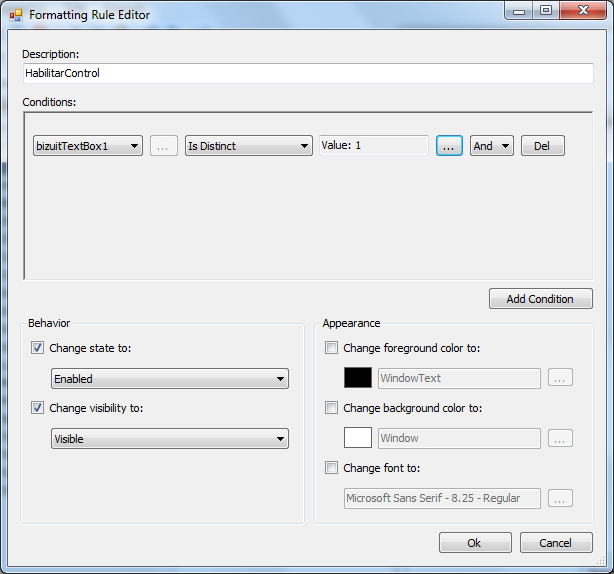 Formatting Rule Editor
Description:
HabilitarControl
Conditions:
bizuitTextBox1 ... Is Distinct Value: 1 ... And Del
Add Condition
Behavior
Change state to:
Enabled
Change visibility to:
Visible
Appearance
Change foreground color to:
WindowText ...
Change background color to:
Window ...
Change font to:
Microsoft Sans Serif - 8.25 - Regular ...
Ok Cancel